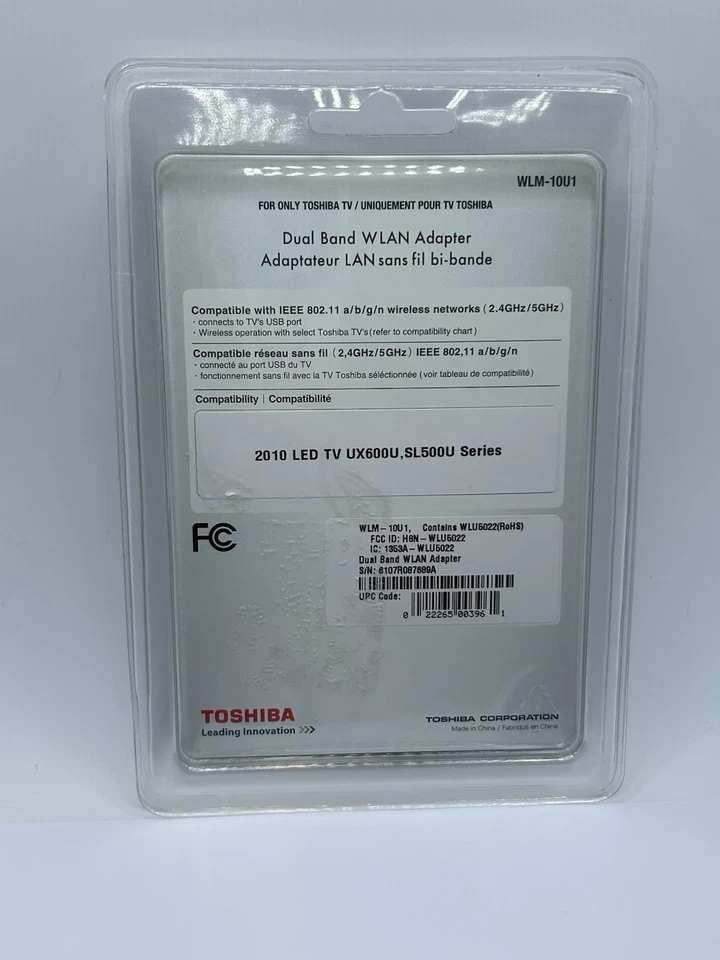 WLM-10U1
FOR ONLY TOSHIBA TV / UNIQUEMENT POUR TV TOSHIBA
Dual Band WLAN Adapter
Adaptateur LAN sans fil bi-bande
Compatible with IEEE 802.11 a/b/g/n wireless networks (2.4GHz/5GHz)
· connects to TV's USB port
· Wireless operation with select Toshiba TV's (refer to compatibility chart)
Compatible réseau sans fil (2,4GHz/5GHz) IEEE 802,11 a/b/g/n
· connecté au port USB du TV
· fonctionnement sans fil avec la TV Toshiba séléctionnée (voir tableau de compatibilité)
Compatibility | Compatibilité
2010 LED TV UX600U,SL500U Series
FC
WLM-10U1, Contains WLU5022(RoHS)
FCC ID: H8N-WLU5022
IC: 1353A-WLU5022
Dual Band WLAN Adapter
S/N: 6107R087689A
UPC Code:
0 22265 00396 1
TOSHIBA
Leading Innovation >>>
TOSHIBA CORPORATION
Made in China / Fabriqué en Chine